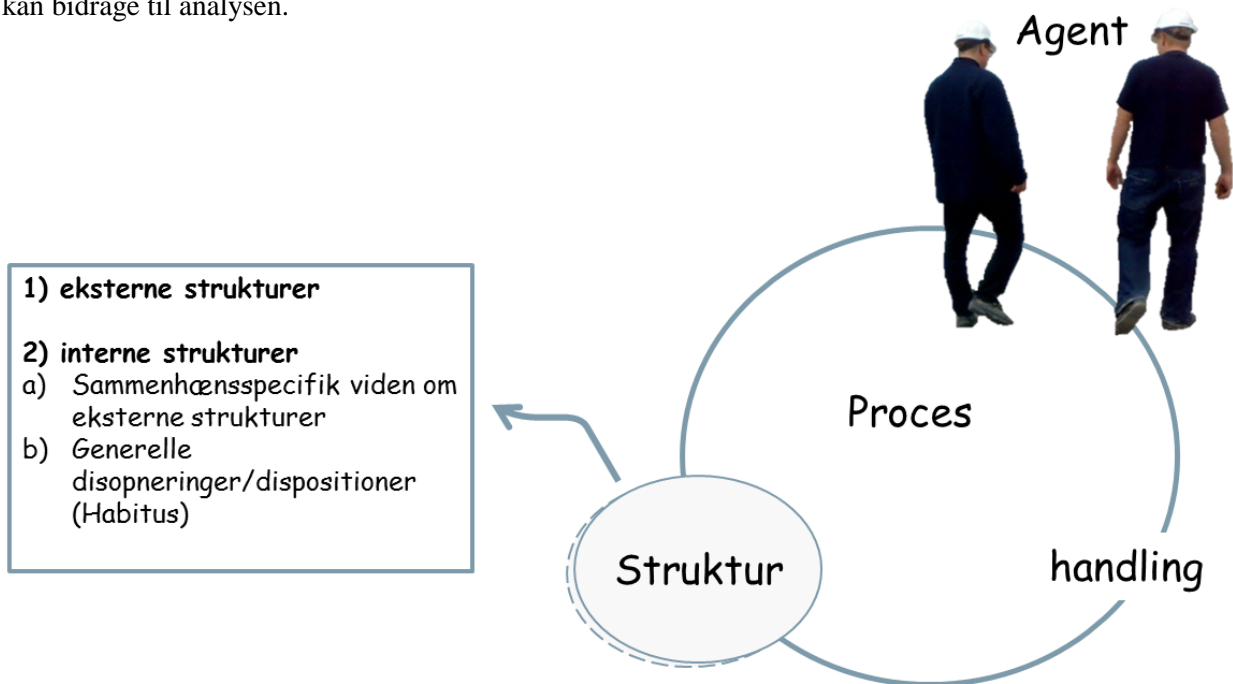 kan bidrage til analysen.
Agent
1) eksterne strukturer
2) interne strukturer
a) Sammenhænsspecifik viden om
eksterne strukturer
b) Generelle
disopneringer/dispositioner
(Habitus)
Proces
Struktur
handling